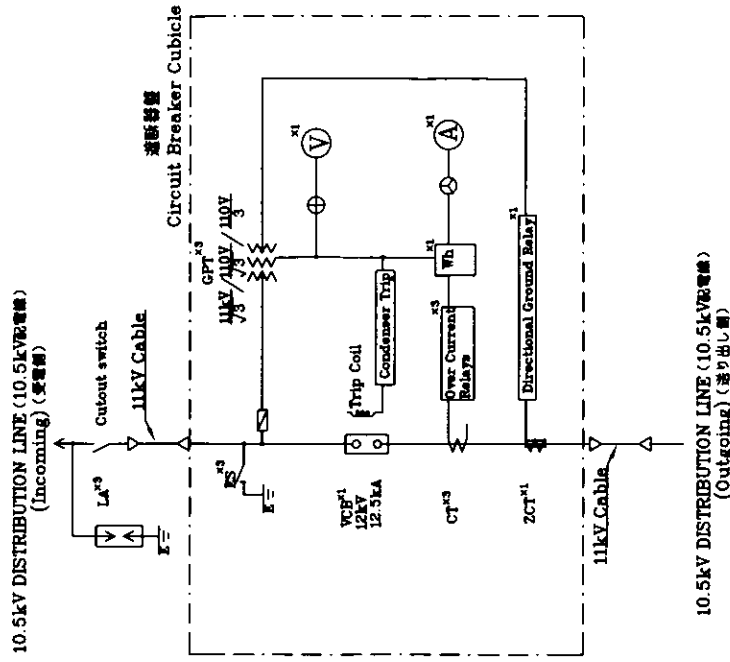 10.5kV DISTRIBUTION LINE (10.5kV配電線)
(Incoming) (受電側)
Cutout switch
11kV Cable
LA×3
E
遮断器盤
Circuit Breaker Cubicle
GPT×3
11kV/√3 / 110V/√3 / 110V/3
V
×1
ES×3
E
Trip Coil
Condenser Trip
VCB×1
12kV
12.5kA
Wh
×1
A
×1
Over Current
Relays
×3
CT×3
Directional Ground Relay
×1
ZCT×1
11kV Cable
10.5kV DISTRIBUTION LINE (10.5kV配電線)
(Outgoing) (送り出し側)